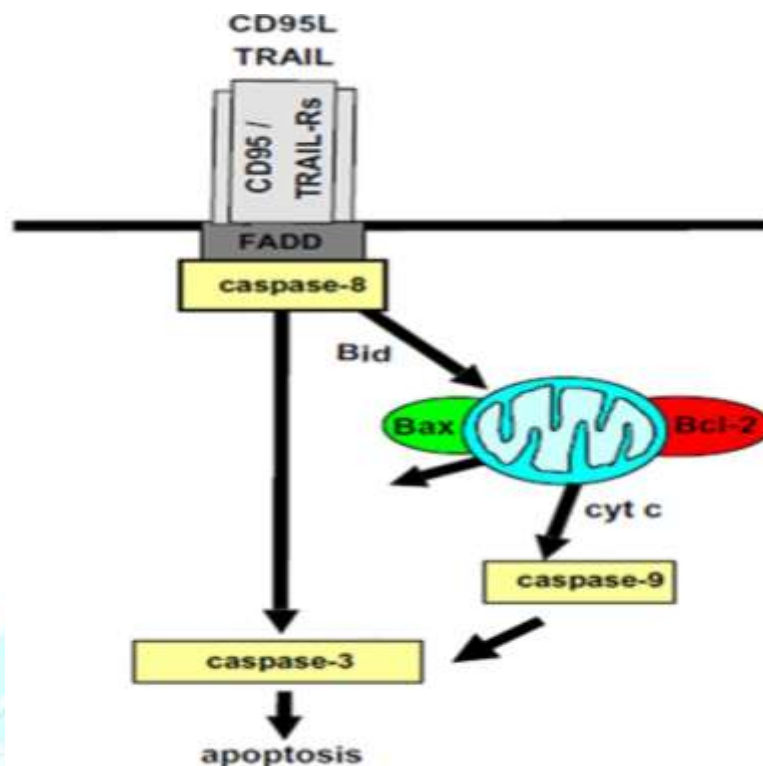 CD95L
TRAIL
CD95 /
TRAIL-Rs
FADD
caspase-8
Bid
Bax
Bcl-2
cyt c
caspase-9
caspase-3
apoptosis